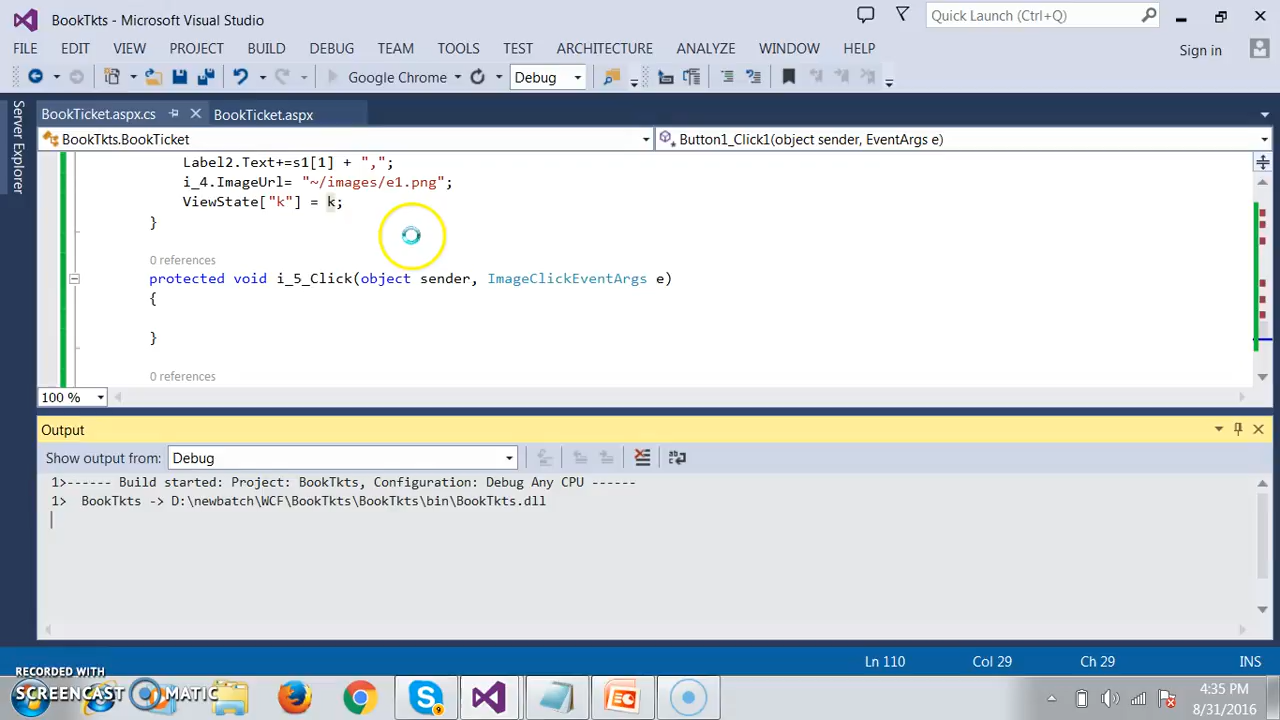 BookTkts - Microsoft Visual Studio
Quick Launch (Ctrl+Q)
FILE EDIT VIEW PROJECT BUILD DEBUG TEAM TOOLS TEST ARCHITECTURE ANALYZE WINDOW HELP
Sign in
Google Chrome Debug
Server Explorer
BookTicket.aspx.cs BookTicket.aspx
BookTkts.BookTicket Button1_Click1(object sender, EventArgs e)
Label2.Text+=s1[1] + ",";
i_4.ImageUrl= "~/images/e1.png";
ViewState["k"] = k;
}
0 references
protected void i_5_Click(object sender, ImageClickEventArgs e)
{
}
0 references
100 %
Output
Show output from: Debug
1>------ Build started: Project: BookTkts, Configuration: Debug Any CPU ------
1>  BookTkts -> D:\newbatch\WCF\BookTkts\BookTkts\bin\BookTkts.dll
Ln 110 Col 29 Ch 29 INS
RECORDED WITH
SCREENCAST MATIC
4:35 PM
8/31/2016